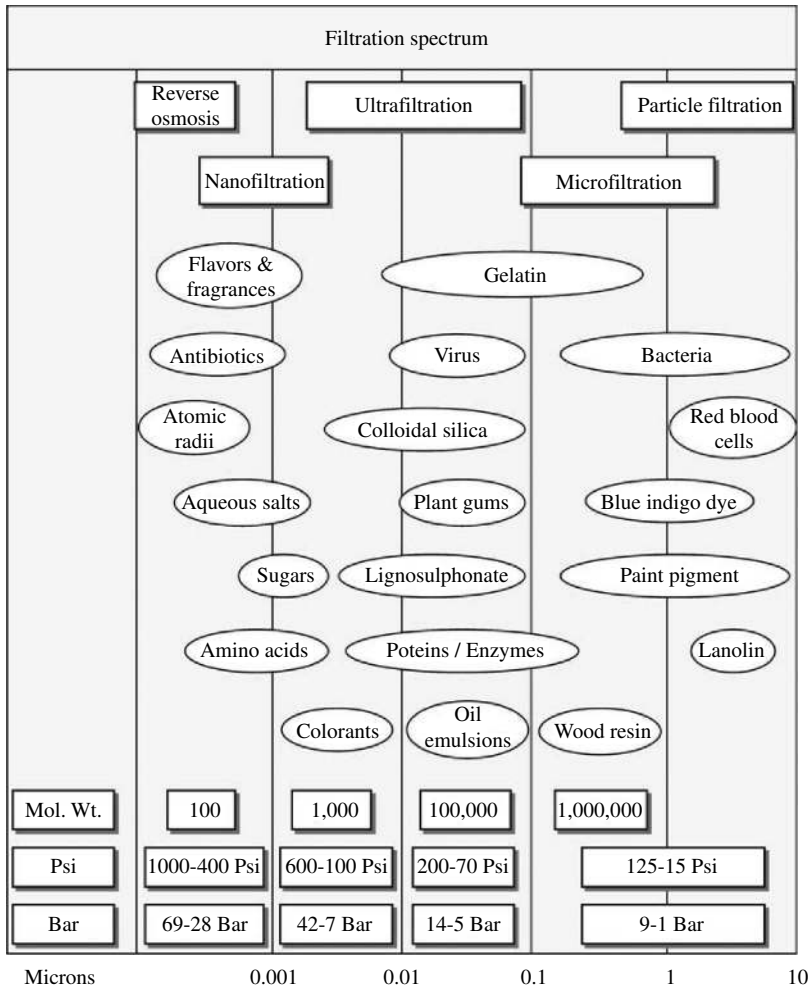 Filtration spectrum
Reverse
osmosis
Ultrafiltration
Particle filtration
Nanofiltration
Microfiltration
Flavors &
fragrances
Gelatin
Antibiotics
Virus
Bacteria
Atomic
radii
Colloidal silica
Red blood
cells
Aqueous salts
Plant gums
Blue indigo dye
Sugars
Lignosulphonate
Paint pigment
Amino acids
Poteins / Enzymes
Lanolin
Colorants
Oil
emulsions
Wood resin
Mol. Wt.
100
1,000
100,000
1,000,000
Psi
1000-400 Psi
600-100 Psi
200-70 Psi
125-15 Psi
Bar
69-28 Bar
42-7 Bar
14-5 Bar
9-1 Bar
Microns
0.001
0.01
0.1
1
10